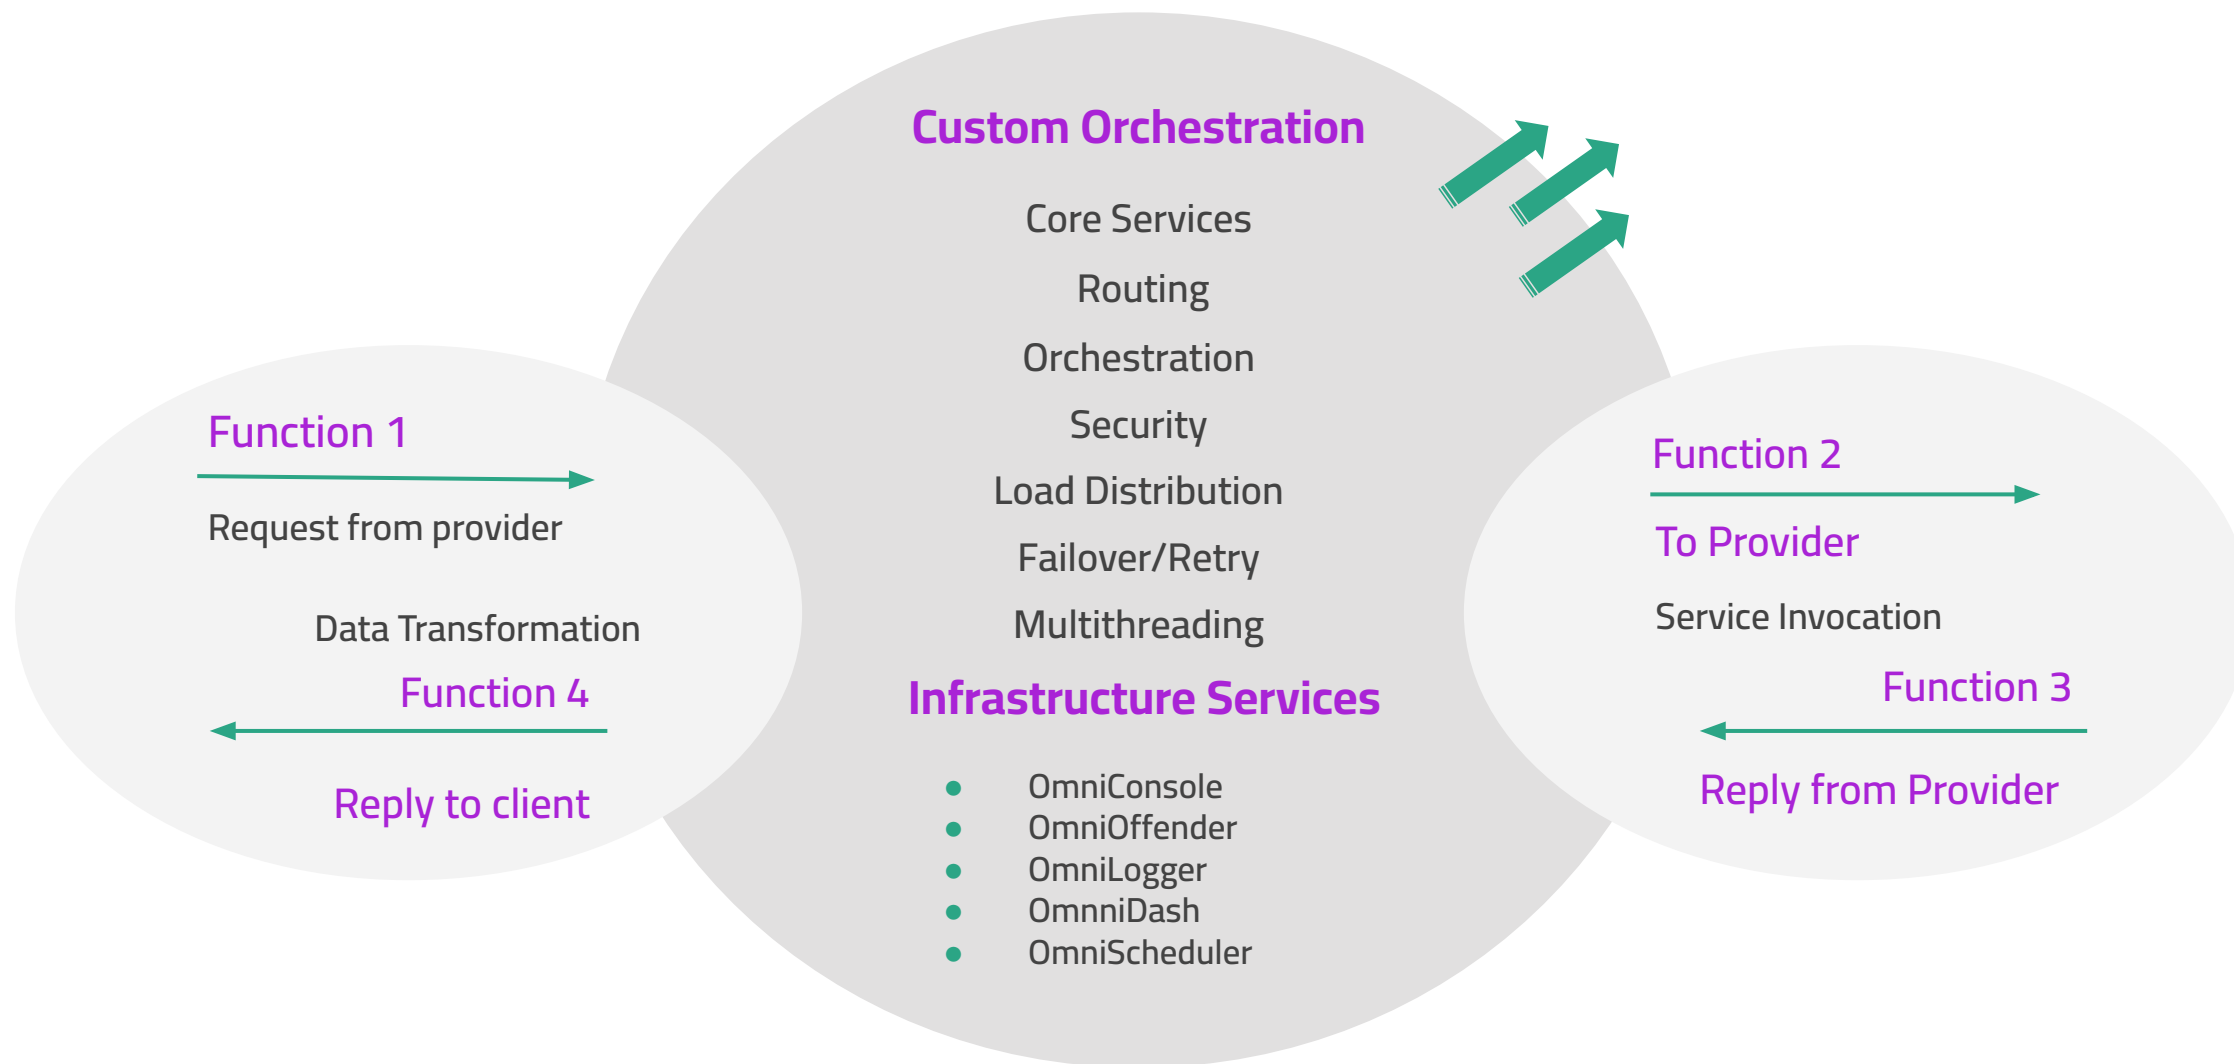 Custom Orchestration
Core Services
Routing
Orchestration
Security
Load Distribution
Failover/Retry
Multithreading
Infrastructure Services
OmniConsole
OmniOffender
OmniLogger
OmnniDash
OmniScheduler
Function 1
Request from provider
Data Transformation
Function 4
Reply to client
Function 2
To Provider
Service Invocation
Function 3
Reply from Provider